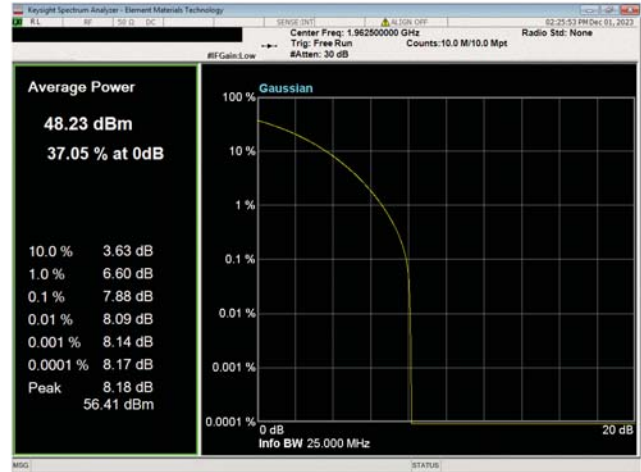 Keysight Spectrum Analyzer - Element Materials Technology
RL RF 50 Ω DC SENSE:INT ALIGN OFF 02:25:53 PM Dec 01, 2023
Center Freq: 1.962500000 GHz Radio Std: None
Trig: Free Run Counts:10.0 M/10.0 Mpt
#IFGain:Low #Atten: 30 dB
Average Power
48.23 dBm
37.05 % at 0dB
10.0 % 3.63 dB
1.0 % 6.60 dB
0.1 % 7.88 dB
0.01 % 8.09 dB
0.001 % 8.14 dB
0.0001 % 8.17 dB
Peak 8.18 dB
56.41 dBm
Gaussian
100 %
10 %
1 %
0.1 %
0.01 %
0.001 %
0.0001 %
0 dB 20 dB
Info BW 25.000 MHz
MSG STATUS